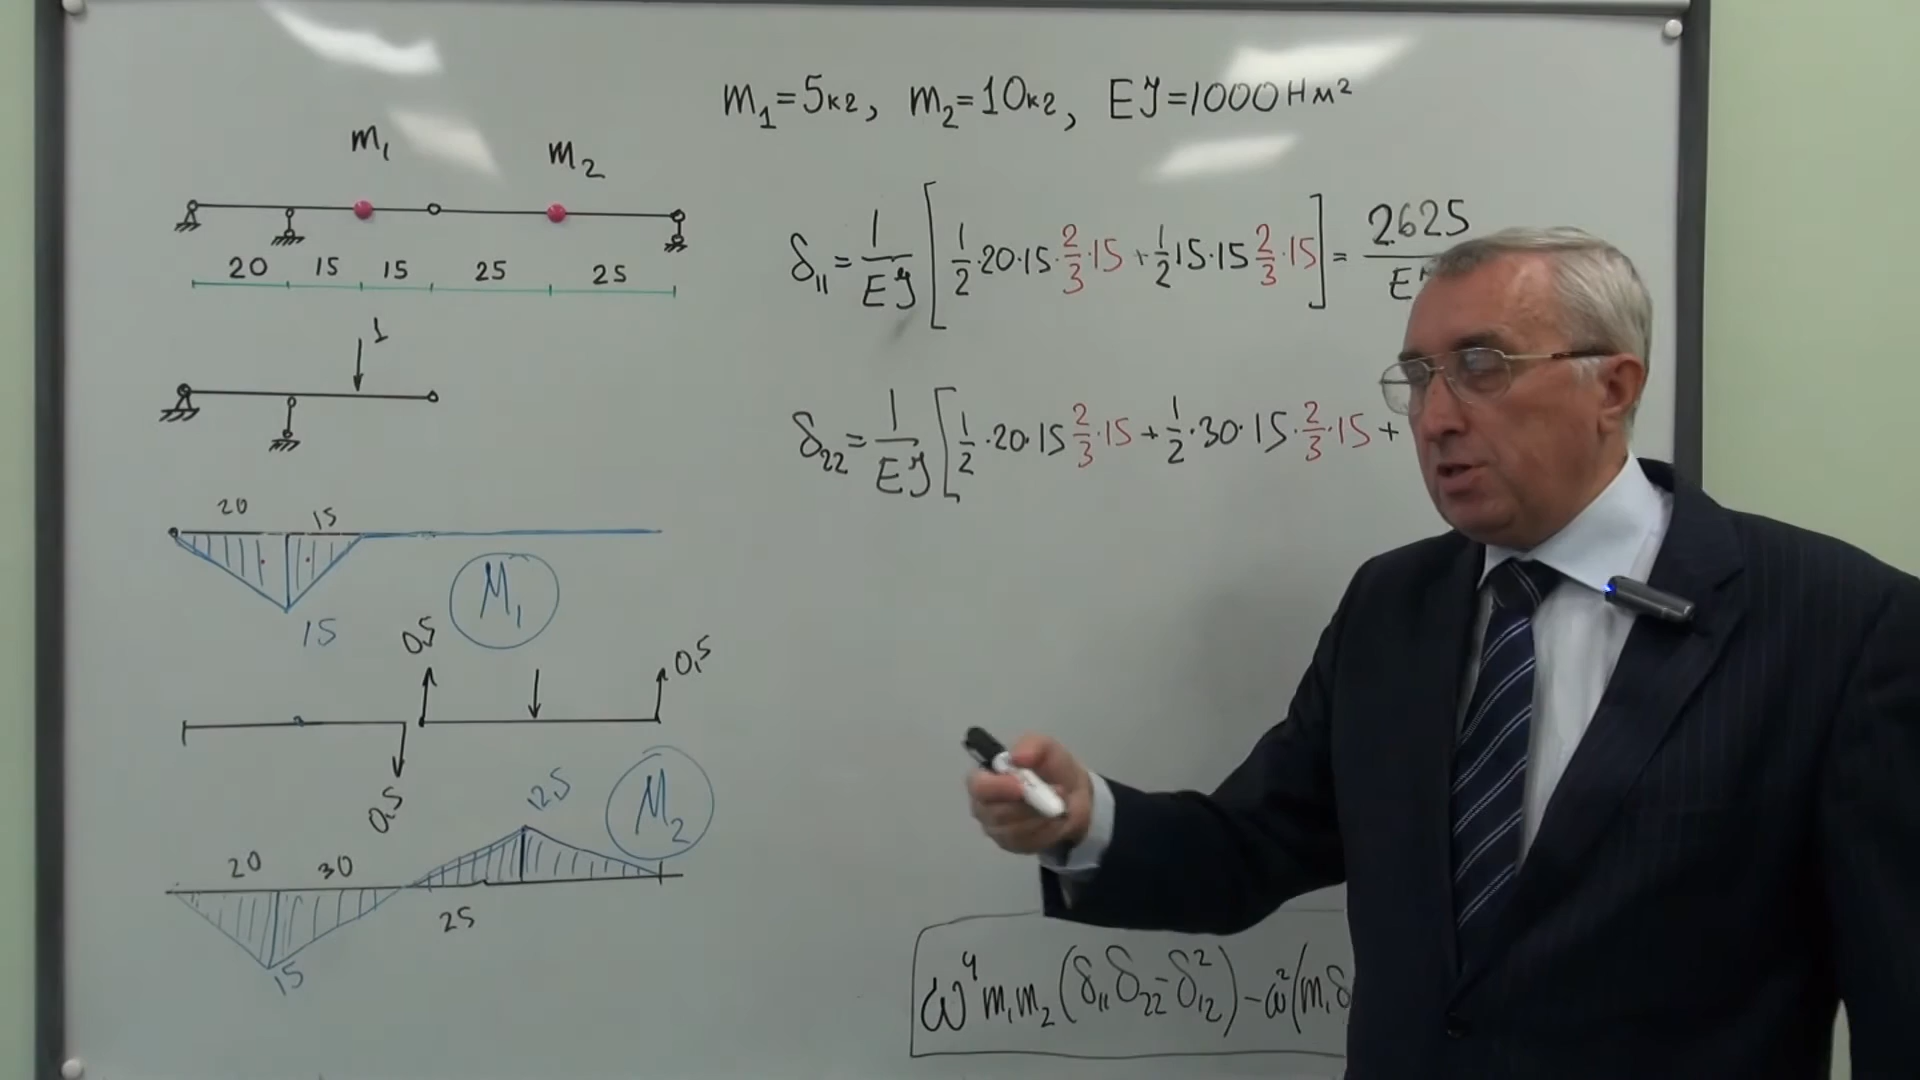 m₁=5кг, m₂=10кг, EJ=1000Нм²
m₁ m₂
20 15 15 25 25
1
20 15
15
M₁
0,5 0,5
0,5
20 30 25
15 12.5
M₂
δ₁₁=1/EJ[1/2·20·15·2/3·15+1/2 15·15 2/3·15]=2625/E
δ₂₂=1/EJ[1/2·20·15 2/3·15+1/2·30·15·2/3·15+
ω⁴m₁m₂(δ₁₁δ₂₂-δ₁₂²)-ω²(m₁δ